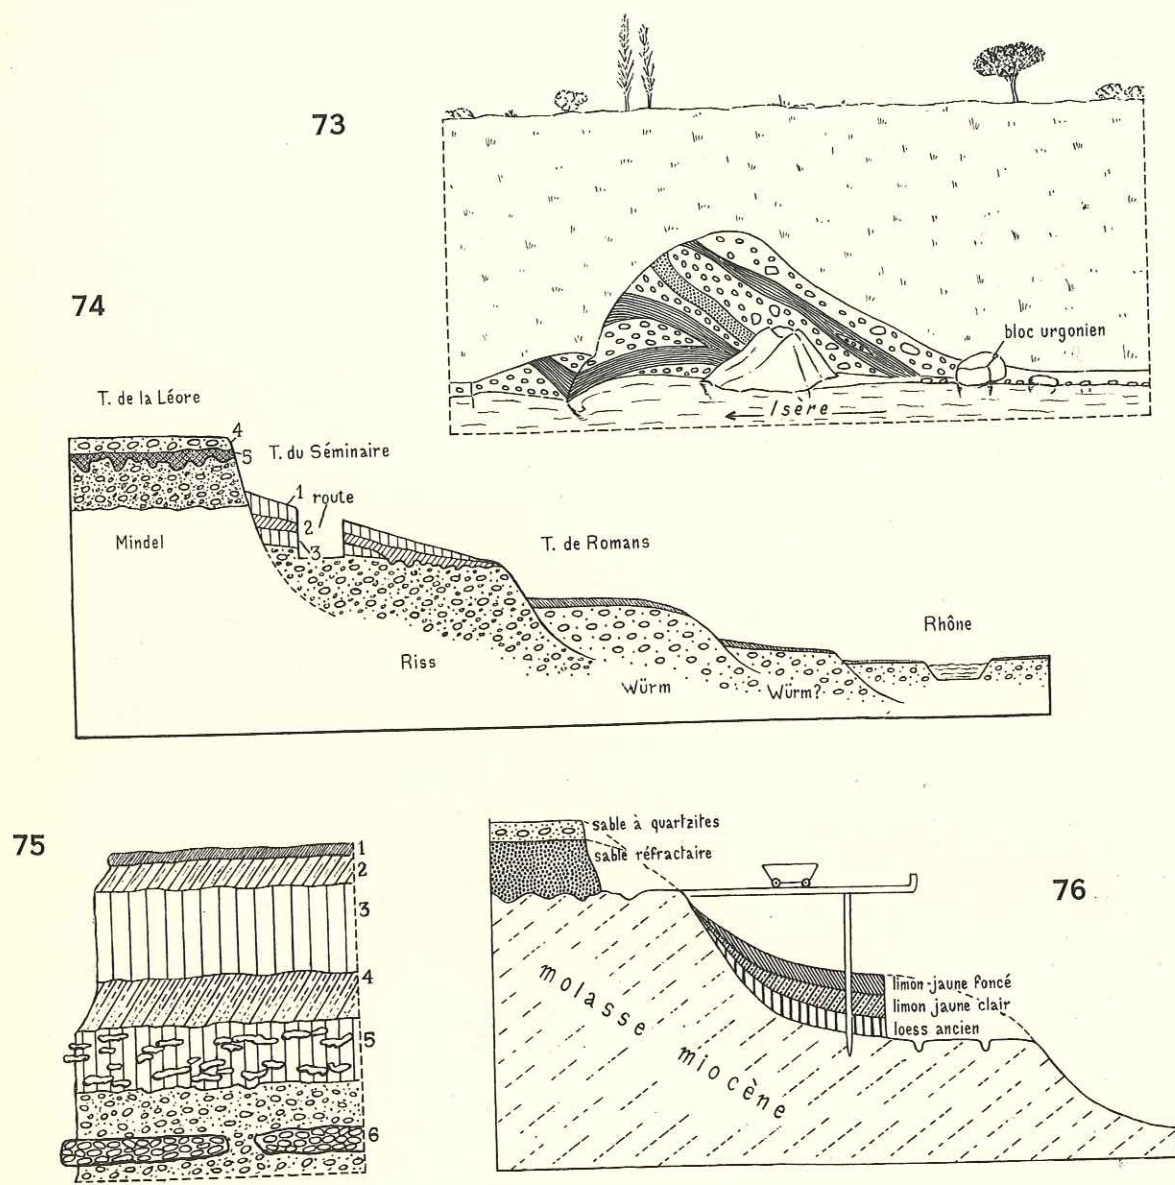 73
bloc urgonien
Isère
74
T. de la Léore
4
5
T. du Séminaire
1 route
2
3
Mindel
T. de Romans
Rhône
Riss
Würm
Würm?
75
1
2
3
4
5
6
76
sable à quartzites
sable réfractaire
limon jaune foncé
limon jaune clair
loess ancien
molasse miocène